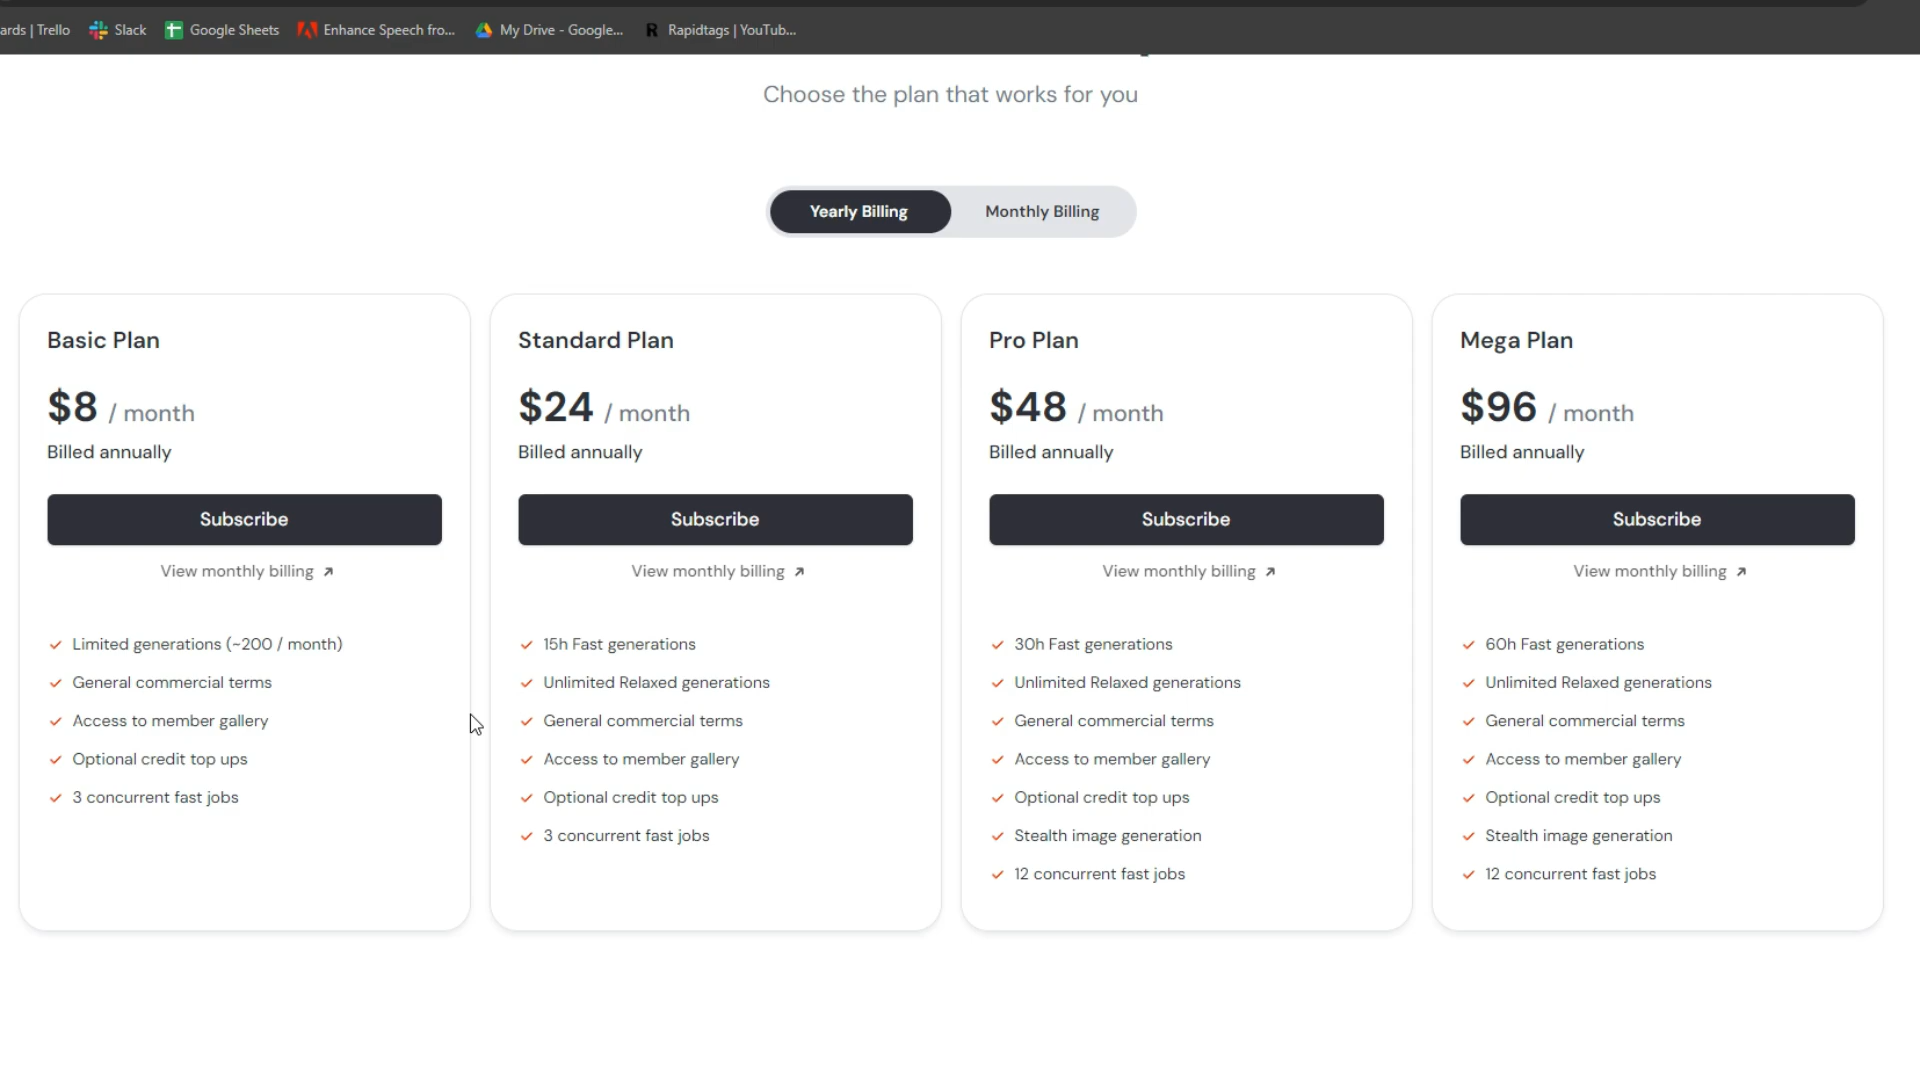 ards | Trello Slack Google Sheets Enhance Speech fro... My Drive - Google... Rapidtags | YouTub...
Choose the plan that works for you
Yearly Billing Monthly Billing
Basic Plan
$8 / month
Billed annually
Subscribe
View monthly billing ↗
Limited generations (~200 / month)
General commercial terms
Access to member gallery
Optional credit top ups
3 concurrent fast jobs
Standard Plan
$24 / month
Billed annually
Subscribe
View monthly billing ↗
15h Fast generations
Unlimited Relaxed generations
General commercial terms
Access to member gallery
Optional credit top ups
3 concurrent fast jobs
Pro Plan
$48 / month
Billed annually
Subscribe
View monthly billing ↗
30h Fast generations
Unlimited Relaxed generations
General commercial terms
Access to member gallery
Optional credit top ups
Stealth image generation
12 concurrent fast jobs
Mega Plan
$96 / month
Billed annually
Subscribe
View monthly billing ↗
60h Fast generations
Unlimited Relaxed generations
General commercial terms
Access to member gallery
Optional credit top ups
Stealth image generation
12 concurrent fast jobs